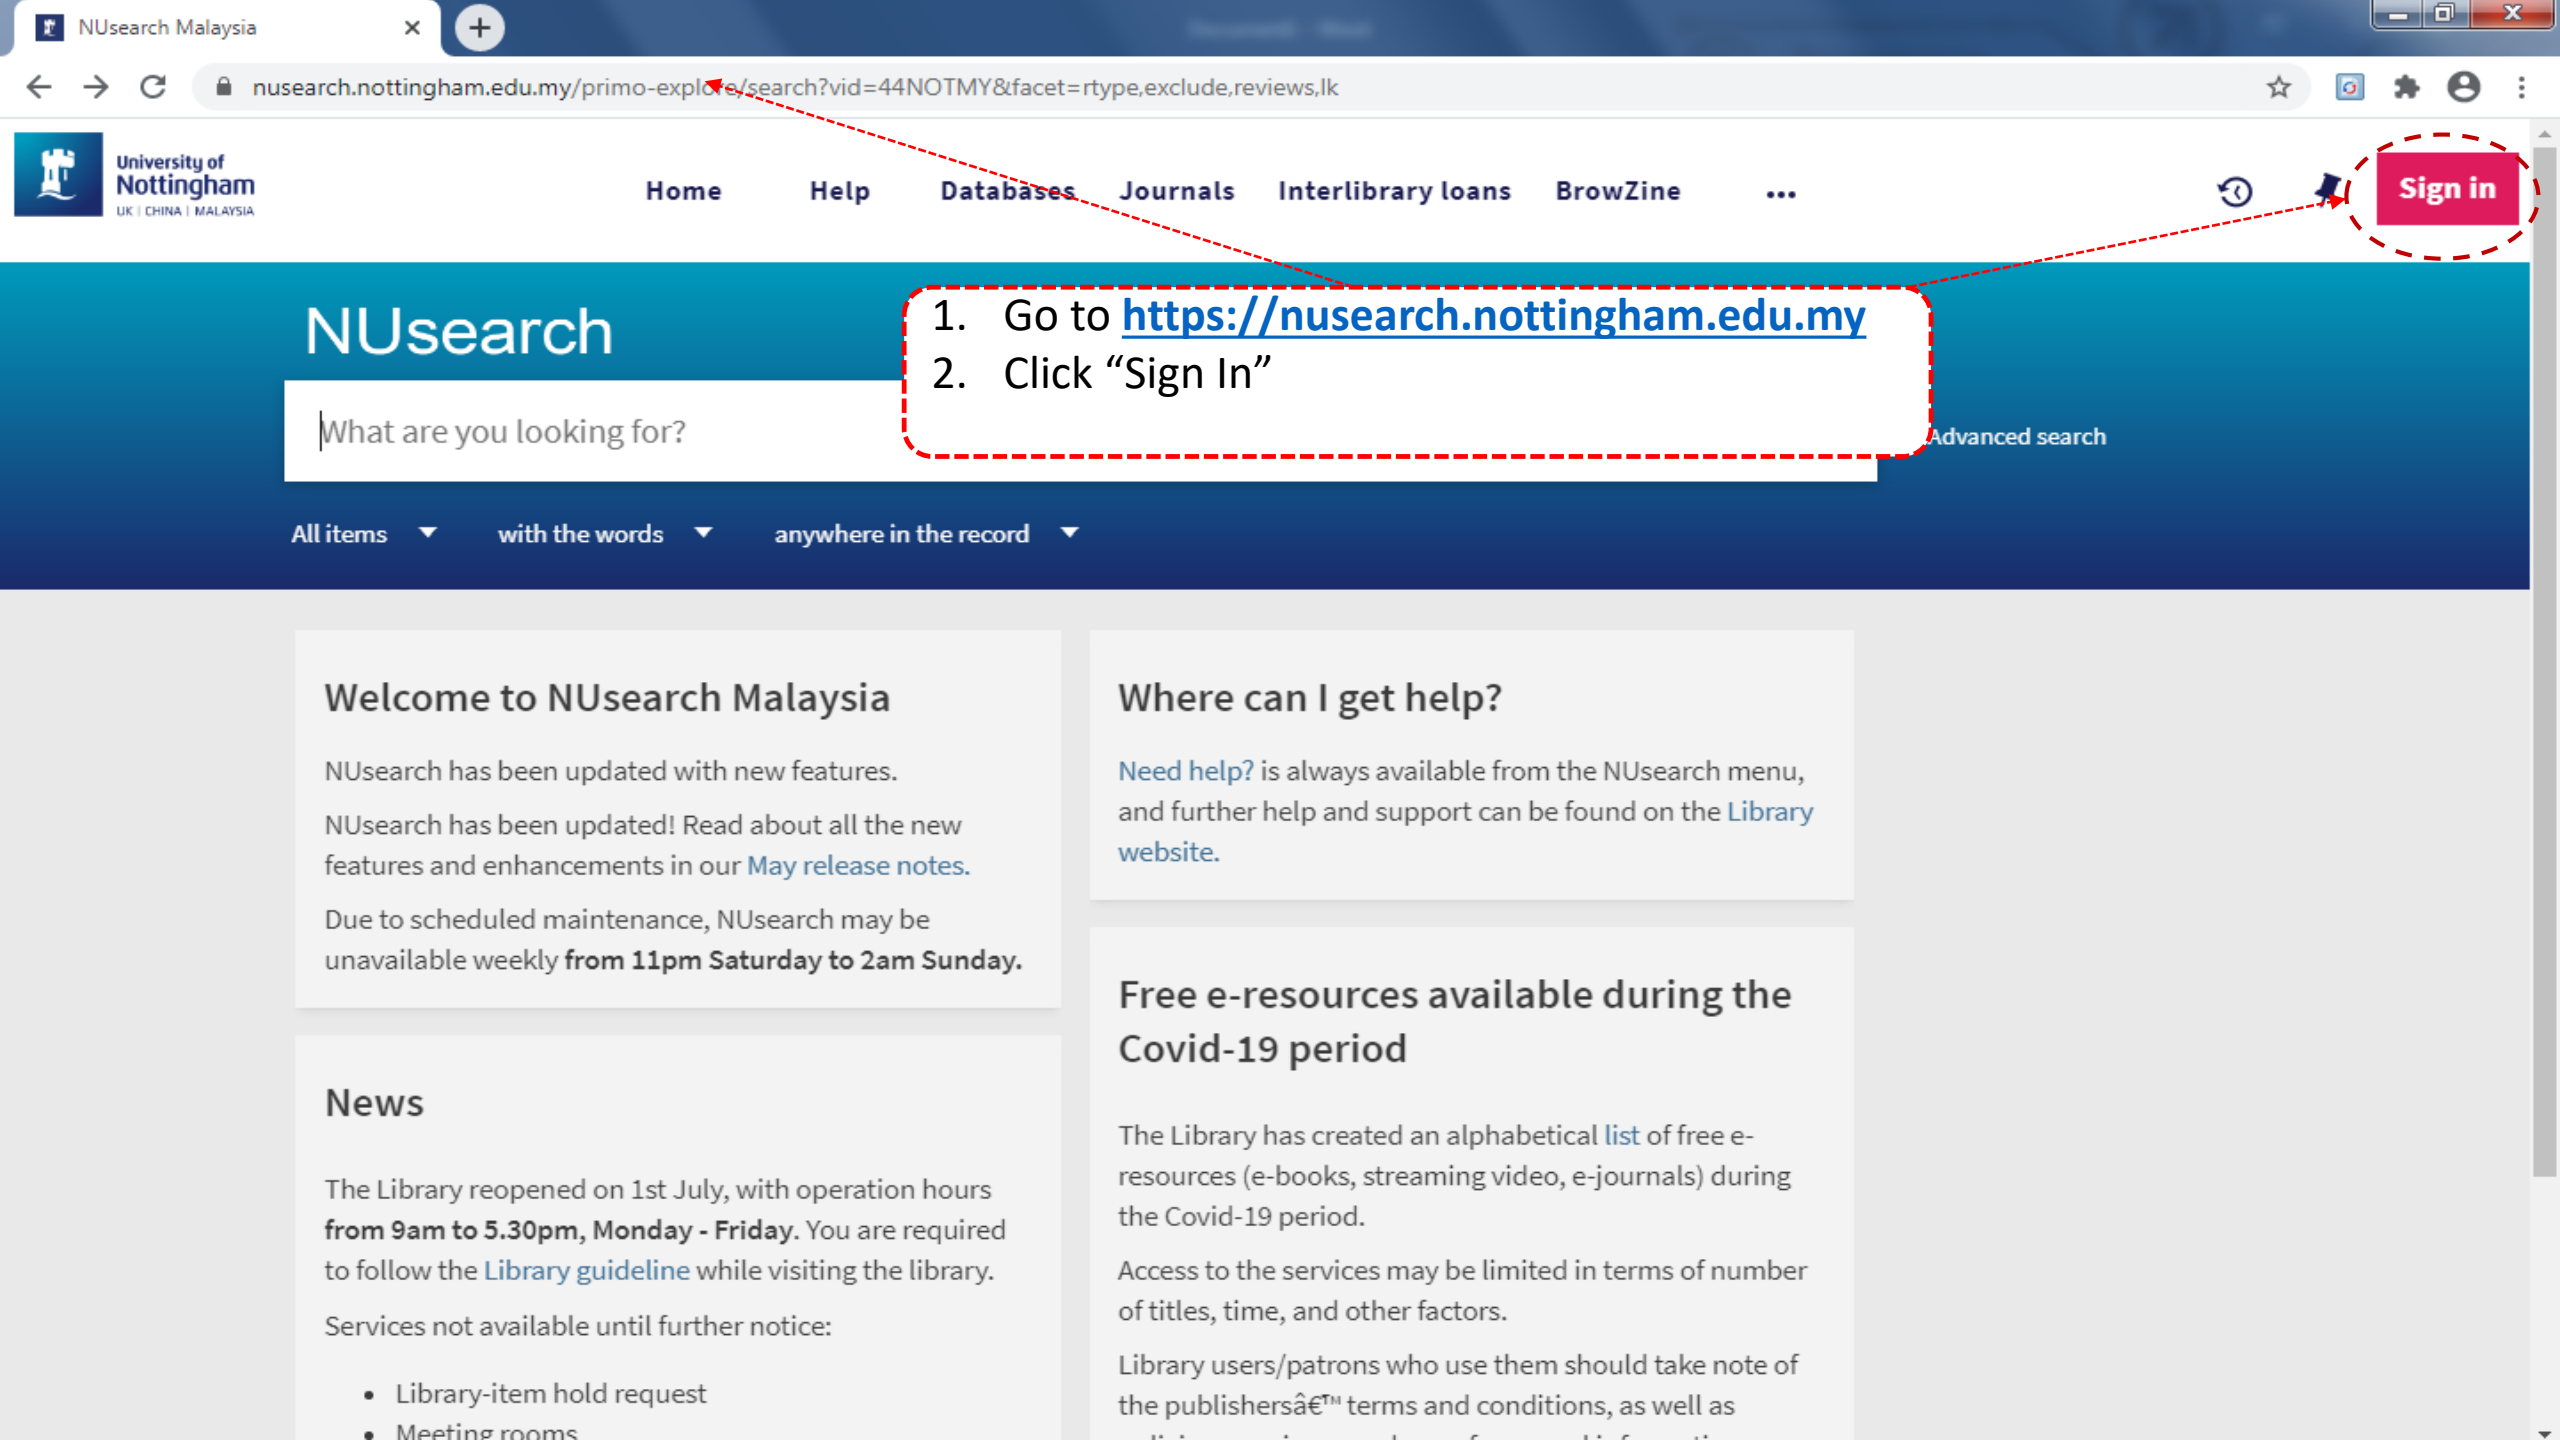 NUsearch Malaysia
nusearch.nottingham.edu.my/primo-explore/search?vid=44NOTMY&facet=rtype,exclude,reviews,lk
University of
Nottingham
UK | CHINA | MALAYSIA
Home Help Databases Journals Interlibrary loans BrowZine ...
Sign in
NUsearch
1. Go to https://nusearch.nottingham.edu.my
2. Click “Sign In”
What are you looking for?
Advanced search
All items with the words anywhere in the record
Welcome to NUsearch Malaysia
NUsearch has been updated with new features.
NUsearch has been updated! Read about all the new
features and enhancements in our May release notes.
Due to scheduled maintenance, NUsearch may be
unavailable weekly from 11pm Saturday to 2am Sunday.
News
The Library reopened on 1st July, with operation hours
from 9am to 5.30pm, Monday - Friday. You are required
to follow the Library guideline while visiting the library.
Services not available until further notice:
• Library-item hold request
• Meeting rooms
Where can I get help?
Need help? is always available from the NUsearch menu,
and further help and support can be found on the Library
website.
Free e-resources available during the
Covid-19 period
The Library has created an alphabetical list of free e-
resources (e-books, streaming video, e-journals) during
the Covid-19 period.
Access to the services may be limited in terms of number
of titles, time, and other factors.
Library users/patrons who use them should take note of
the publishersâ€™ terms and conditions, as well as